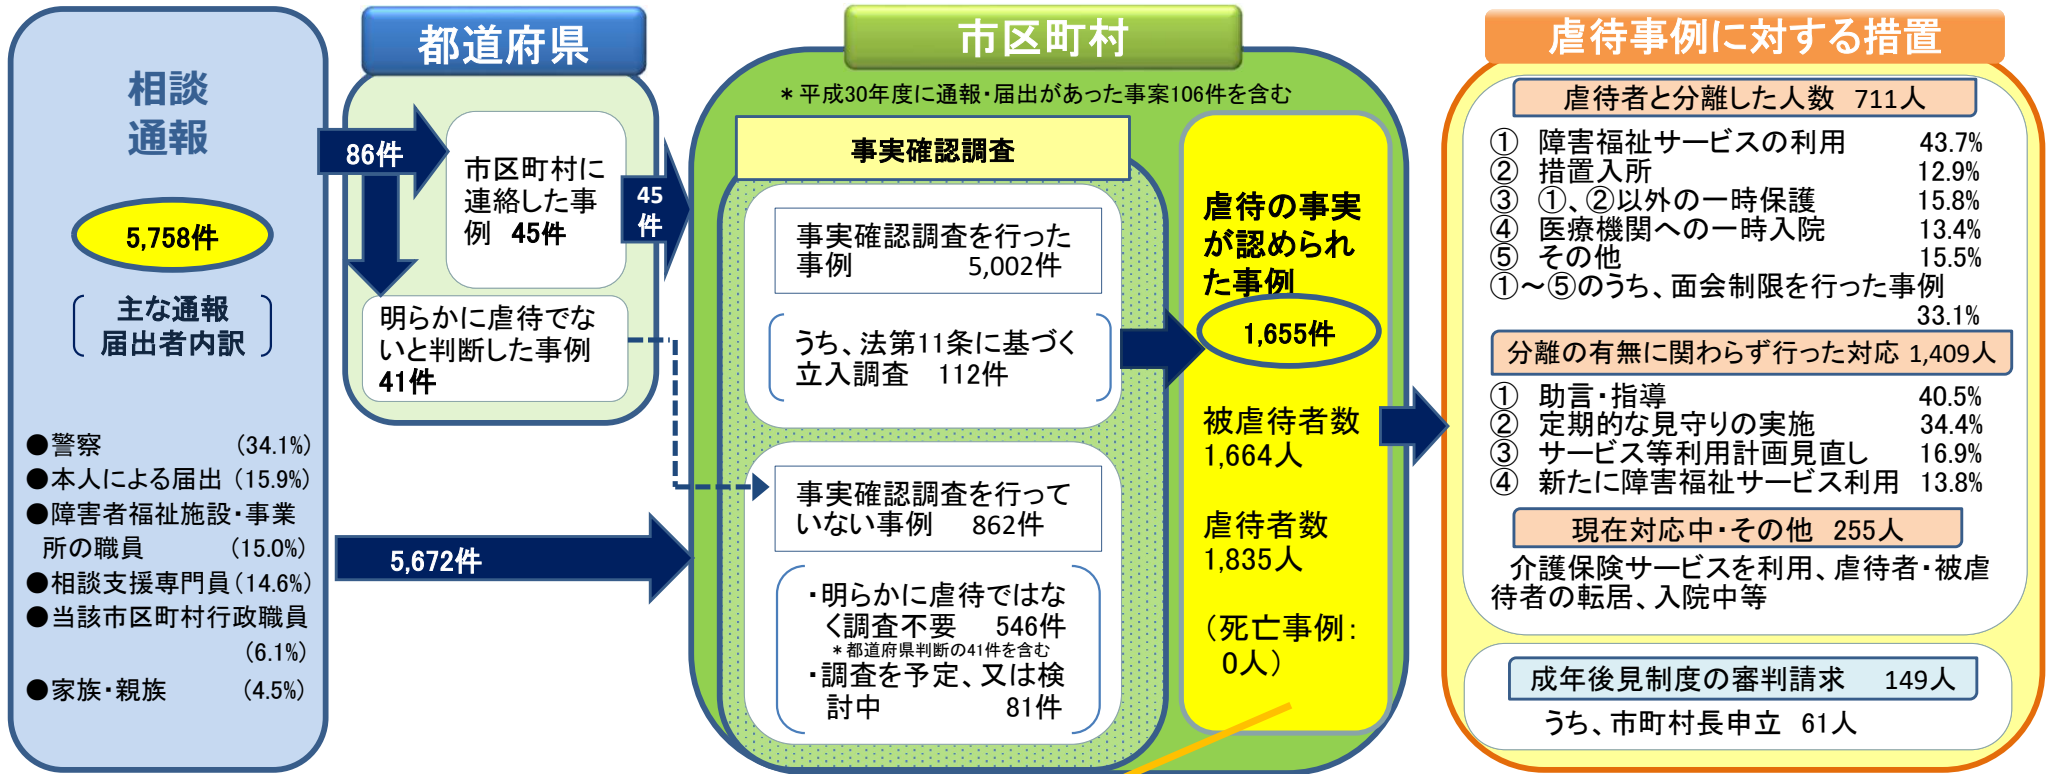 相談
通報
5,758件
主な通報
届出者内訳
●警察 (34.1%)
●本人による届出 (15.9%)
●障害者福祉施設・事業
所の職員 (15.0%)
●相談支援専門員(14.6%)
●当該市区町村行政職員
(6.1%)
●家族・親族 (4.5%)
都道府県
86件
市区町村に
連絡した事
例 45件
明らかに虐待でな
いと判断した事例
41件
45
件
5,672件
市区町村
*平成30年度に通報・届出があった事案106件を含む
事実確認調査
事実確認調査を行った
事例 5,002件
うち、法第11条に基づく
立入調査 112件
事実確認調査を行って
いない事例 862件
・明らかに虐待ではな
く調査不要 546件
*都道府県判断の41件を含む
・調査を予定、又は検
討中 81件
虐待の事実
が認められ
た事例
1,655件
被虐待者数
1,664人
虐待者数
1,835人
(死亡事例:
0人)
虐待事例に対する措置
虐待者と分離した人数 711人
① 障害福祉サービスの利用 43.7%
② 措置入所 12.9%
③ ①、②以外の一時保護 15.8%
④ 医療機関への一時入院 13.4%
⑤ その他 15.5%
①~⑤のうち、面会制限を行った事例
33.1%
分離の有無に関わらず行った対応 1,409人
① 助言・指導 40.5%
② 定期的な見守りの実施 34.4%
③ サービス等利用計画見直し 16.9%
④ 新たに障害福祉サービス利用 13.8%
現在対応中・その他 255人
介護保険サービスを利用、虐待者・被虐
待者の転居、入院中等
成年後見制度の審判請求 149人
うち、市町村長申立 61人